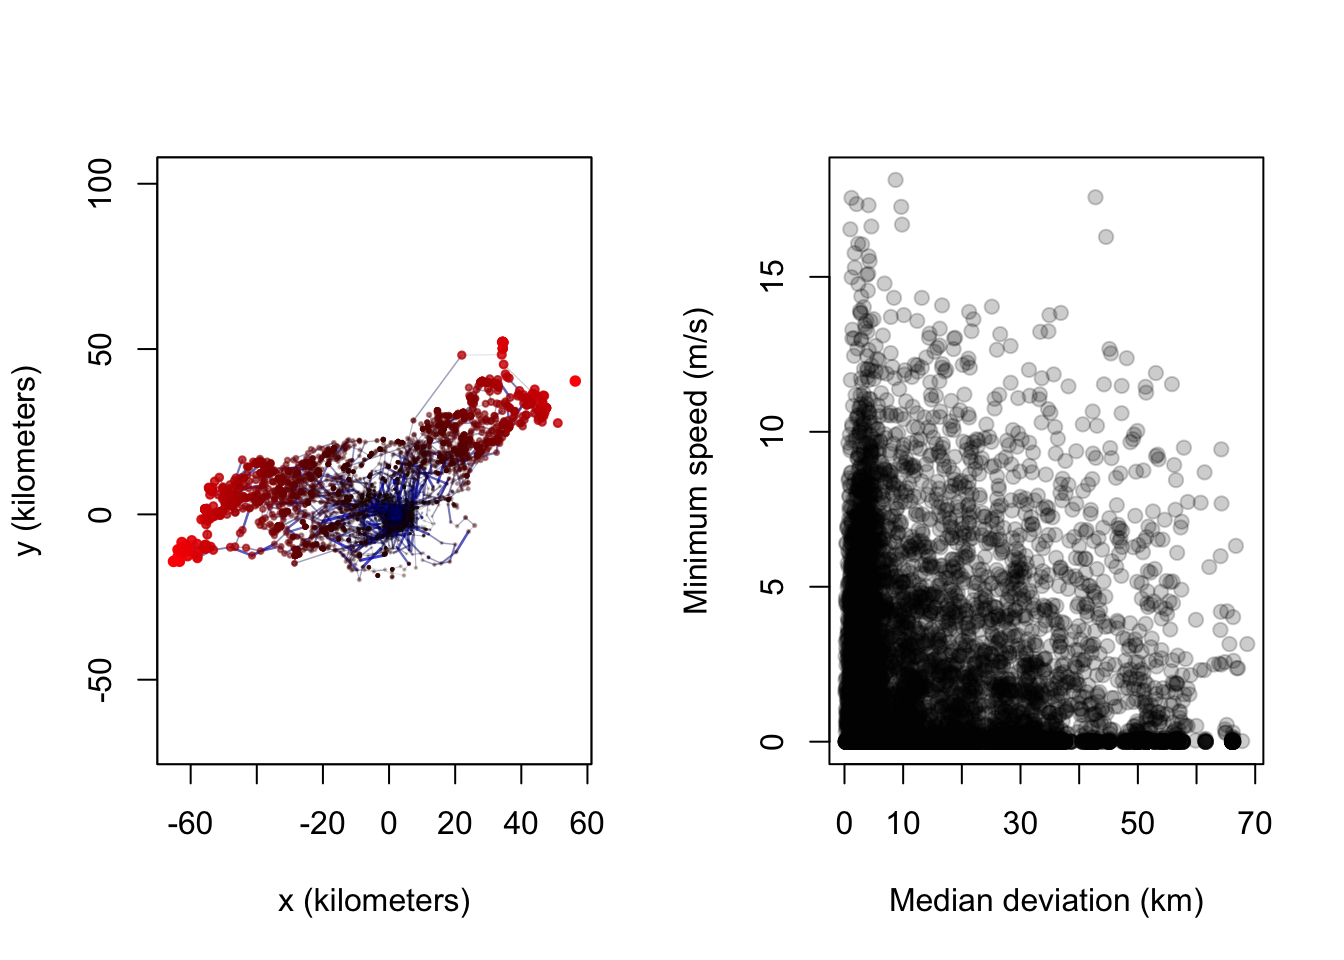 y (kilometers)
100
50
0
-50
-60 -20 0 20 40 60
x (kilometers)
Minimum speed (m/s)
15
10
5
0
0 10 30 50 70
Median deviation (km)